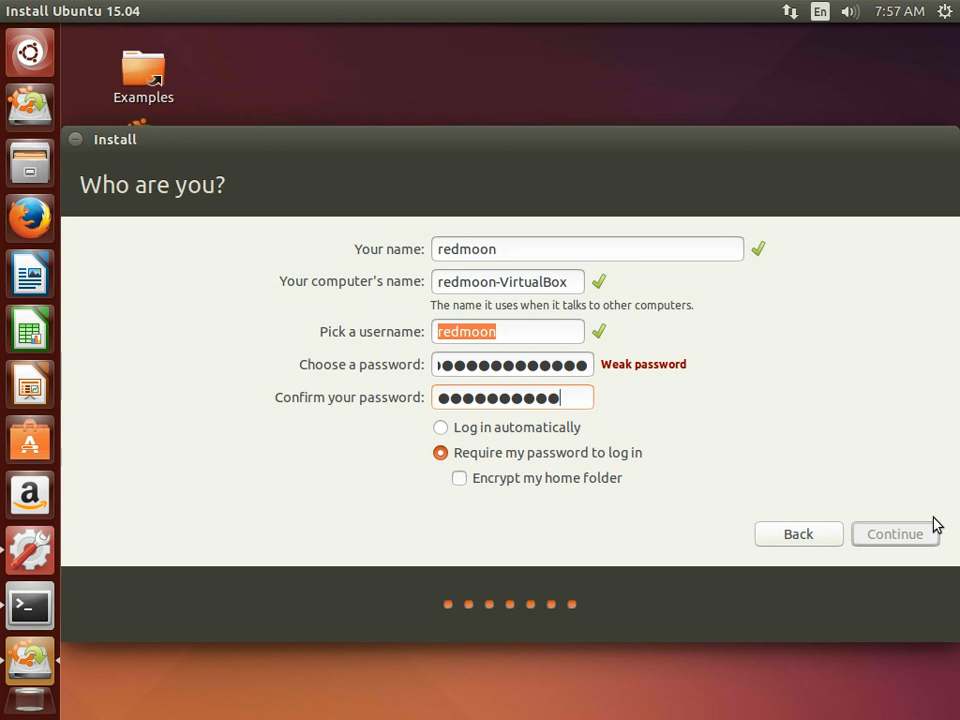 Install Ubuntu 15.04
En
7:57 AM
Examples
Install
Who are you?
Your name: redmoon
Your computer's name: redmoon-VirtualBox
The name it uses when it talks to other computers.
Pick a username: redmoon
Choose a password: Weak password
Confirm your password:
Log in automatically
Require my password to log in
Encrypt my home folder
Back Continue